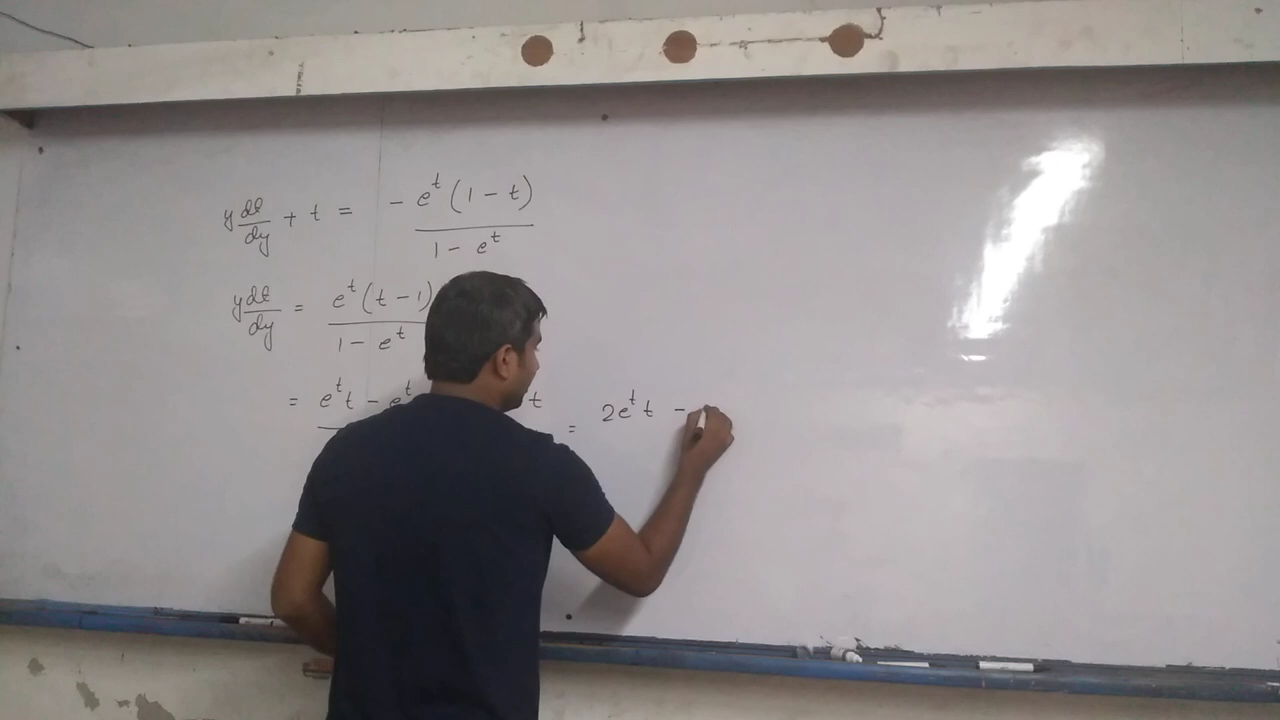 y dt/dy + t = - e^t (1 - t) / 1 - e^t
y dt/dy = e^t (t - 1) / 1 - e^t
= e^t t - e^t t = 2e^t t -